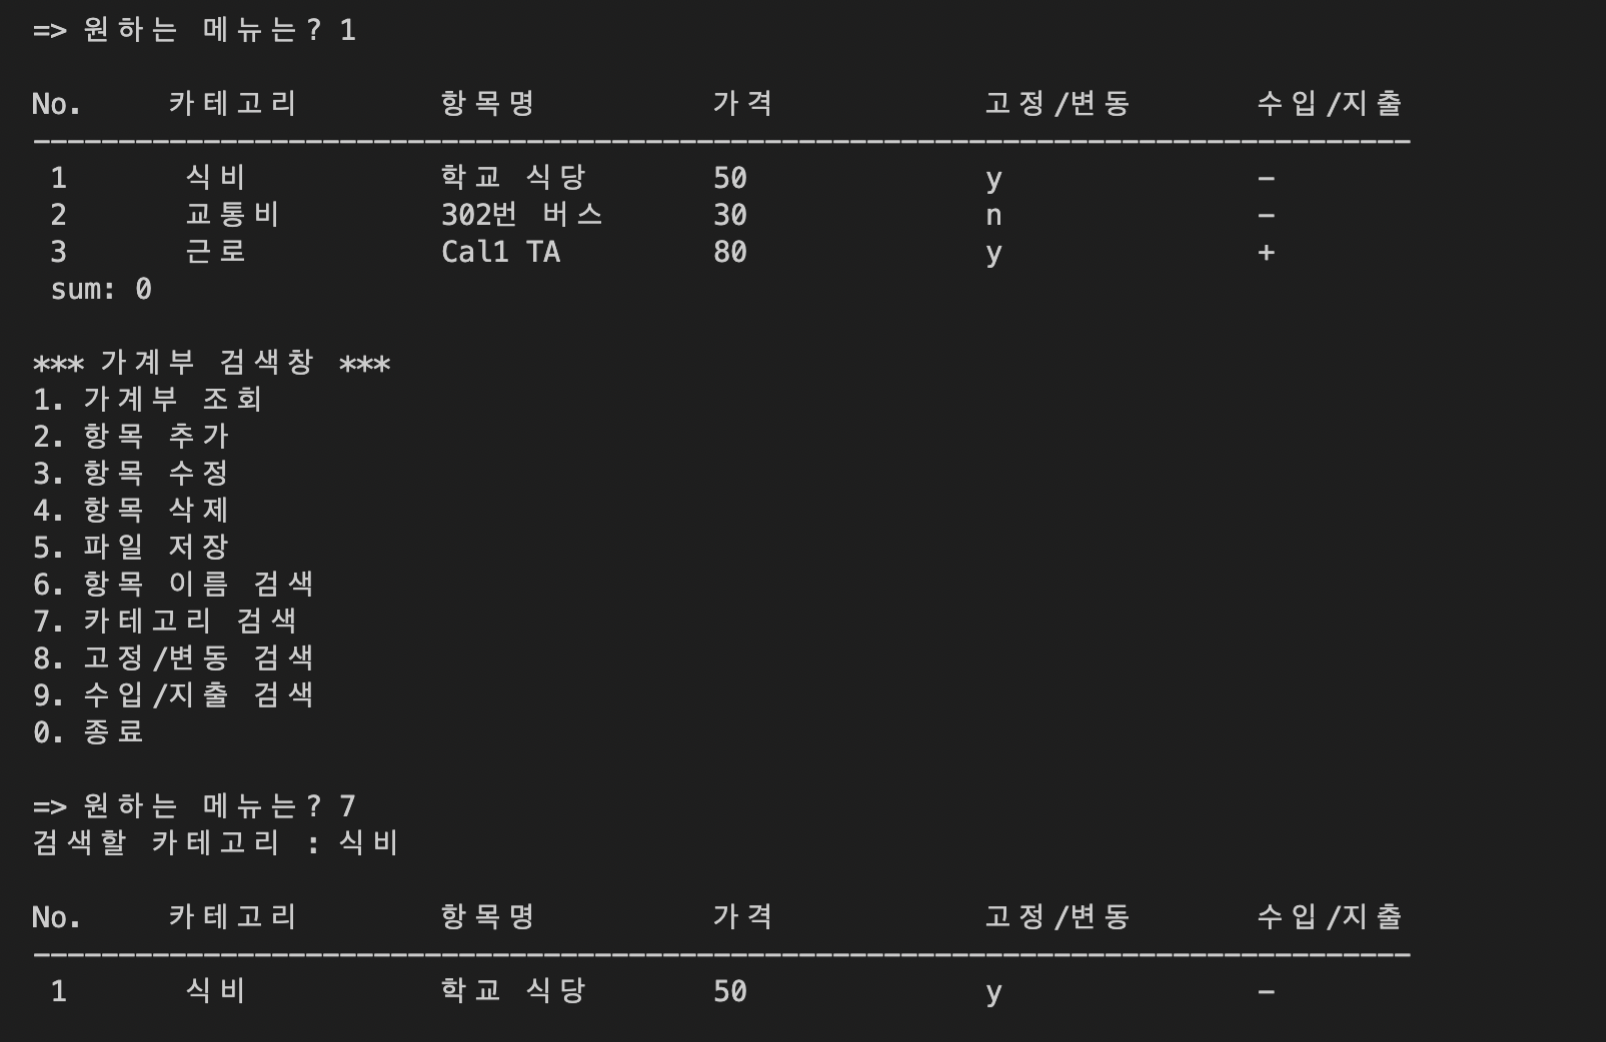 => 원하는 메뉴는? 1
No. 카테고리 항목명 가격 고정/변동 수입/지출
---------------------------------------------------------------------------------
1 식비 학교 식당 50 y -
2 교통비 302번 버스 30 n -
3 근로 Cal1 TA 80 y +
sum: 0
*** 가계부 검색창 ***
1. 가계부 조회
2. 항목 추가
3. 항목 수정
4. 항목 삭제
5. 파일 저장
6. 항목 이름 검색
7. 카테고리 검색
8. 고정/변동 검색
9. 수입/지출 검색
0. 종료
=> 원하는 메뉴는? 7
검색할 카테고리 : 식비
No. 카테고리 항목명 가격 고정/변동 수입/지출
---------------------------------------------------------------------------------
1 식비 학교 식당 50 y -